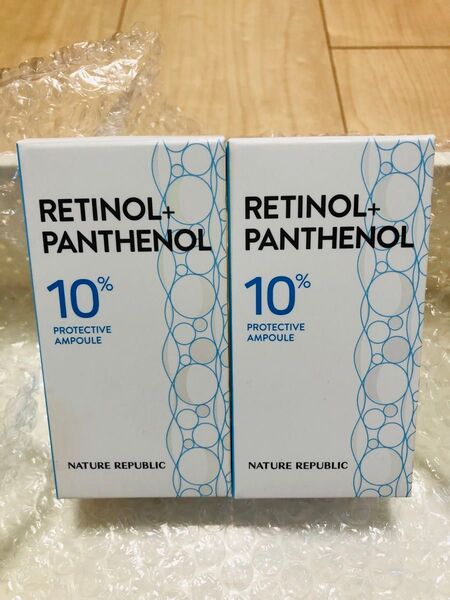 RETINOL+
PANTHENOL
10%
PROTECTIVE
AMPOULE
NATURE REPUBLIC
RETINOL+
PANTHENOL
10%
PROTECTIVE
AMPOULE
NATURE REPUBLIC